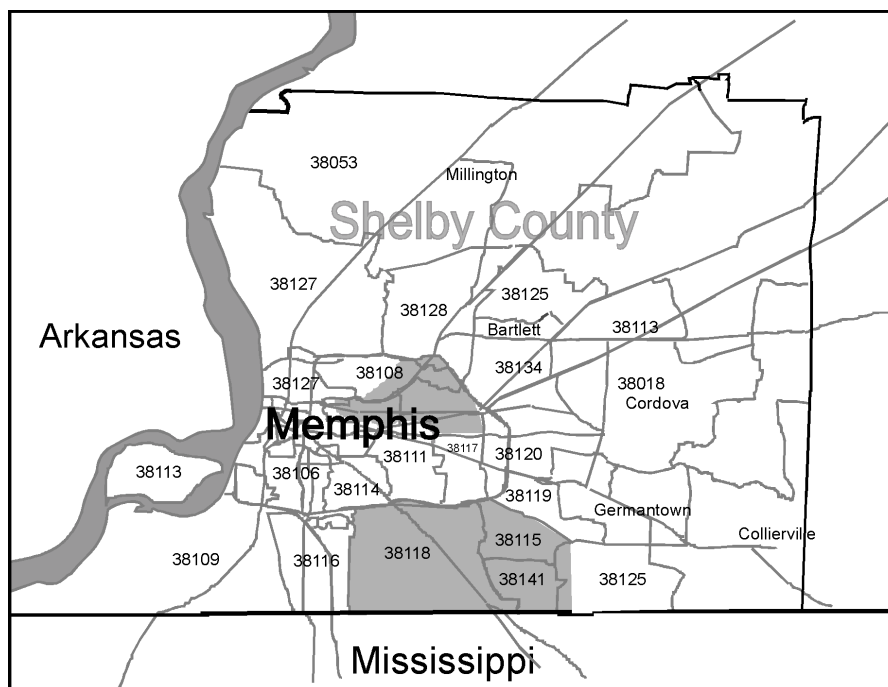 38053
Millington
Shelby County
38127
38125
38128
Bartlett
38113
Arkansas
38134
38108
38127
38018
Cordova
Memphis
38117
38120
38111
38113
38106
38114
38119
Germantown
Collierville
38115
38109
38116
38118
38141
38125
Mississippi